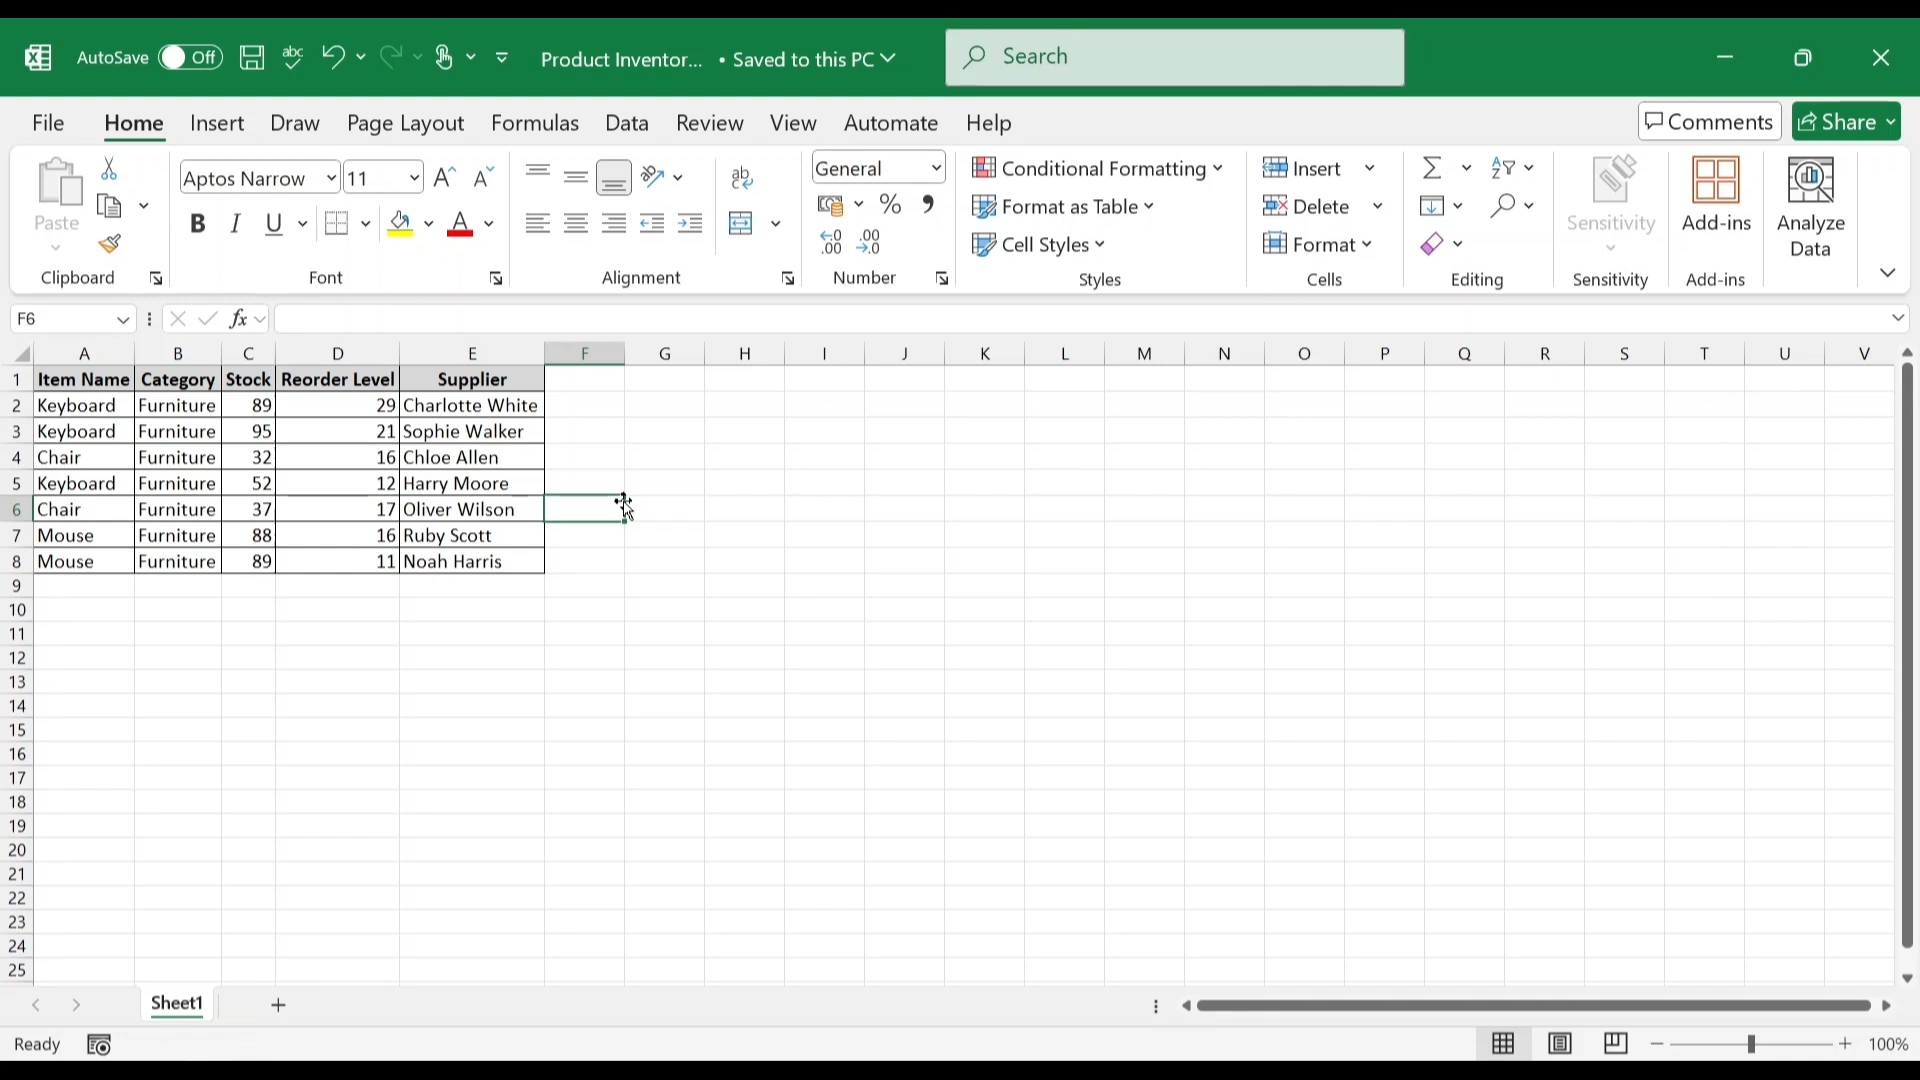 AutoSave Off Product Inventor... • Saved to this PC Search
File Home Insert Draw Page Layout Formulas Data Review View Automate Help Comments Share
Paste
Clipboard
Aptos Narrow 11
B I U A
Font
ab
Alignment
General
% 9
.00 .00
Number
Conditional Formatting
Format as Table
Cell Styles
Styles
Insert
Delete
Format
Cells
Editing
Sensitivity
Sensitivity
Add-ins
Add-ins
Analyze
Data
F6 fx
A B C D E F G H I J K L M N O P Q R S T U V
1 Item Name Category Stock Reorder Level Supplier
2 Keyboard Furniture 89 29 Charlotte White
3 Keyboard Furniture 95 21 Sophie Walker
4 Chair Furniture 32 16 Chloe Allen
5 Keyboard Furniture 52 12 Harry Moore
6 Chair Furniture 37 17 Oliver Wilson
7 Mouse Furniture 88 16 Ruby Scott
8 Mouse Furniture 89 11 Noah Harris
9
10
11
12
13
14
15
16
17
18
19
20
21
22
23
24
25
Sheet1
Ready 100%